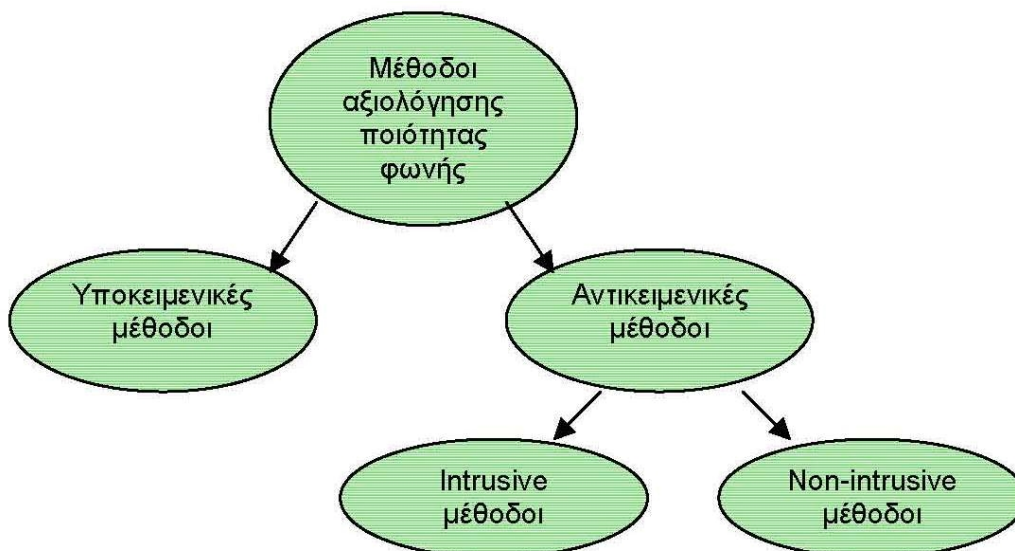 Μέθοδοι
αξιολόγησης
ποιότητας
φωνής
Υποκειμενικές
μέθοδοι
Αντικειμενικές
μέθοδοι
Intrusive
μέθοδοι
Non-intrusive
μέθοδοι